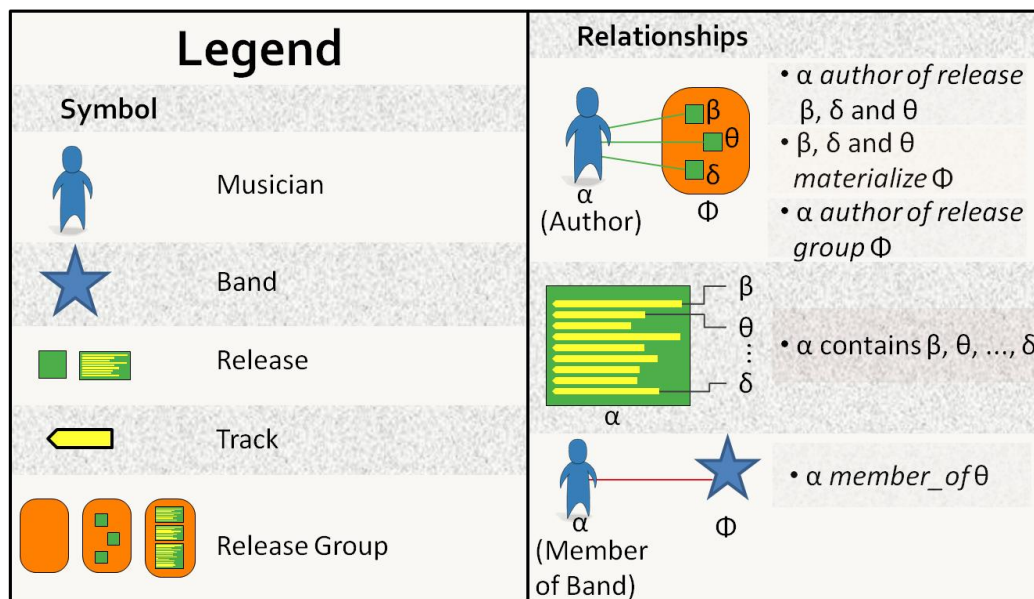 Legend
Symbol
Musician
Band
Release
Track
Release Group
Relationships
β
θ
δ
α
(Author)
Φ
• α author of release
β, δ and θ
• β, δ and θ
materialize Φ
• α author of release
group Φ
β
θ
...
δ
α
• α contains β, θ, ..., δ
α
(Member
of Band)
Φ
• α member_of θ